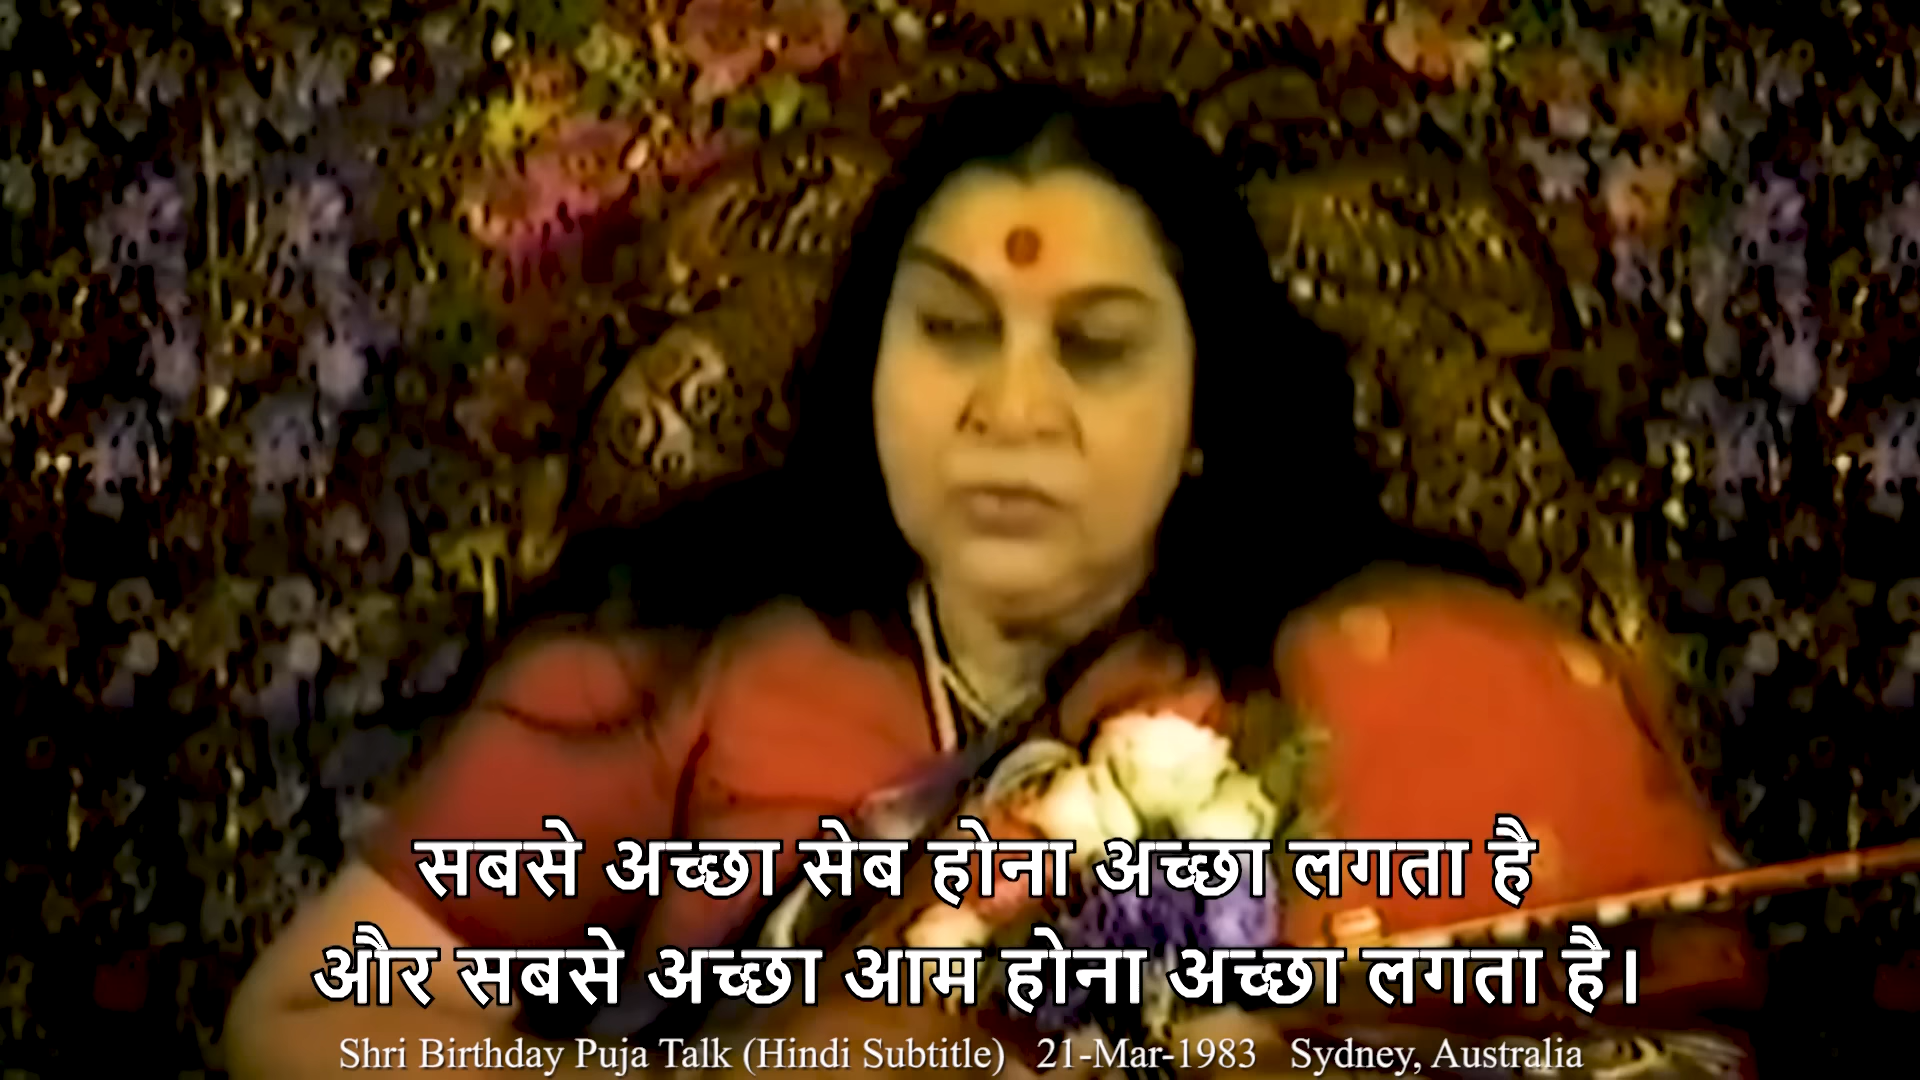 सबसे अच्छा सेब होना अच्छा लगता है
और सबसे अच्छा आम होना अच्छा लगता है।
Shri Birthday Puja Talk (Hindi Subtitle) 21-Mar-1983 Sydney, Australia